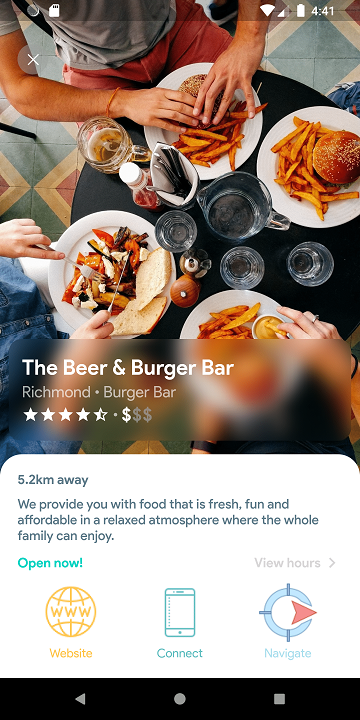 4:41
The Beer & Burger Bar
Richmond • Burger Bar
• $$$
5.2km away
We provide you with food that is fresh, fun and
affordable in a relaxed atmosphere where the whole
family can enjoy.
Open now! View hours
WWW
Website Connect Navigate